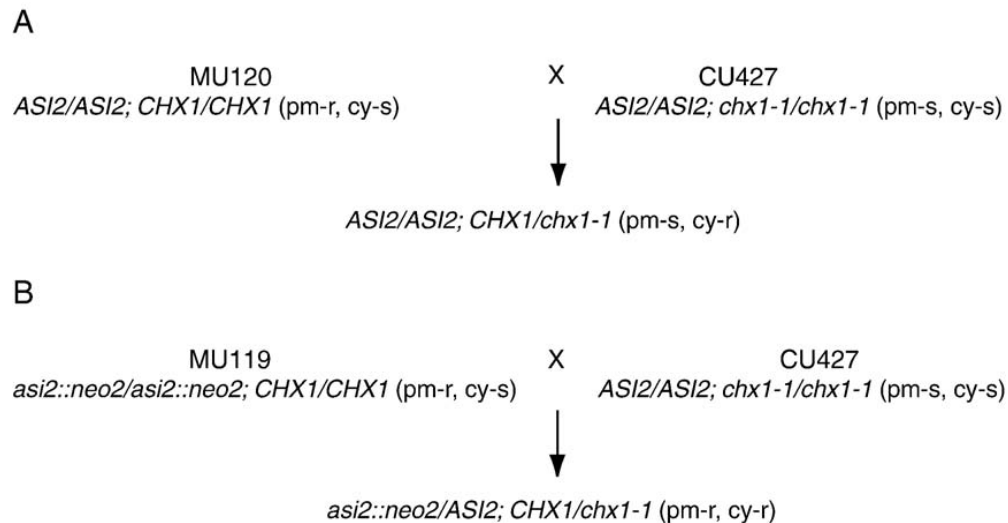 A
MU120 X CU427
ASI2/ASI2; CHX1/CHX1 (pm-r, cy-s) ASI2/ASI2; chx1-1/chx1-1 (pm-s, cy-s)
ASI2/ASI2; CHX1/chx1-1 (pm-s, cy-r)
B
MU119 X CU427
asi2::neo2/asi2::neo2; CHX1/CHX1 (pm-r, cy-s) ASI2/ASI2; chx1-1/chx1-1 (pm-s, cy-s)
asi2::neo2/ASI2; CHX1/chx1-1 (pm-r, cy-r)